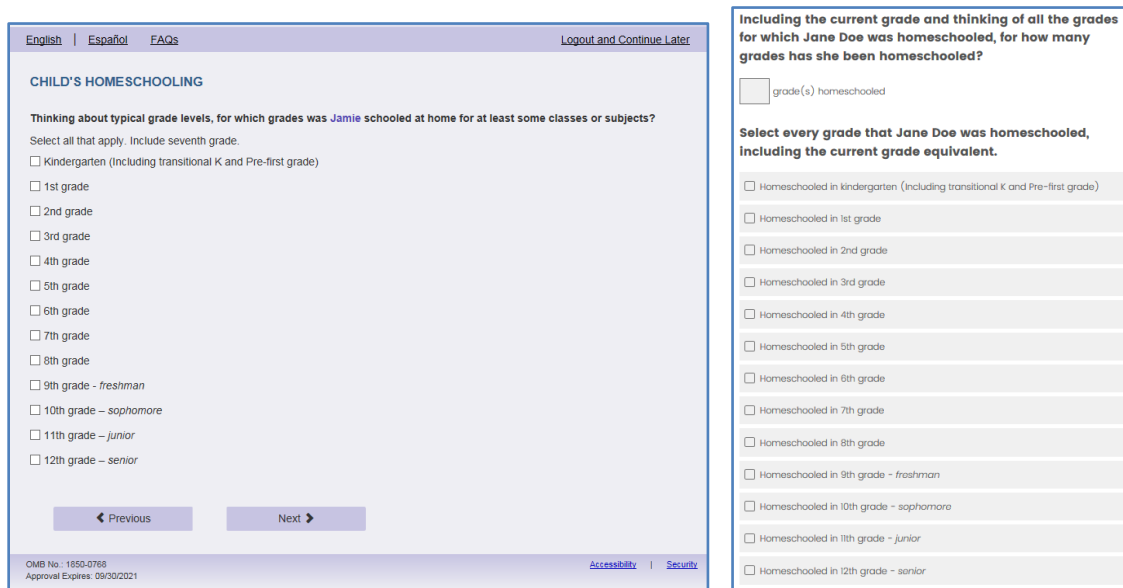 English | Español FAQs Logout and Continue Later
CHILD'S HOMESCHOOLING
Thinking about typical grade levels, for which grades was Jamie schooled at home for at least some classes or subjects?
Select all that apply. Include seventh grade.
Kindergarten (Including transitional K and Pre-first grade)
1st grade
2nd grade
3rd grade
4th grade
5th grade
6th grade
7th grade
8th grade
9th grade - freshman
10th grade – sophomore
11th grade – junior
12th grade – senior
Previous Next
OMB No.: 1850-0768 Accessibility | Security
Approval Expires: 09/30/2021
Including the current grade and thinking of all the grades
for which Jane Doe was homeschooled, for how many
grades has she been homeschooled?
grade(s) homeschooled
Select every grade that Jane Doe was homeschooled,
including the current grade equivalent.
Homeschooled in kindergarten (Including transitional K and Pre-first grade)
Homeschooled in 1st grade
Homeschooled in 2nd grade
Homeschooled in 3rd grade
Homeschooled in 4th grade
Homeschooled in 5th grade
Homeschooled in 6th grade
Homeschooled in 7th grade
Homeschooled in 8th grade
Homeschooled in 9th grade - freshman
Homeschooled in 10th grade - sophomore
Homeschooled in 11th grade - junior
Homeschooled in 12th grade - senior